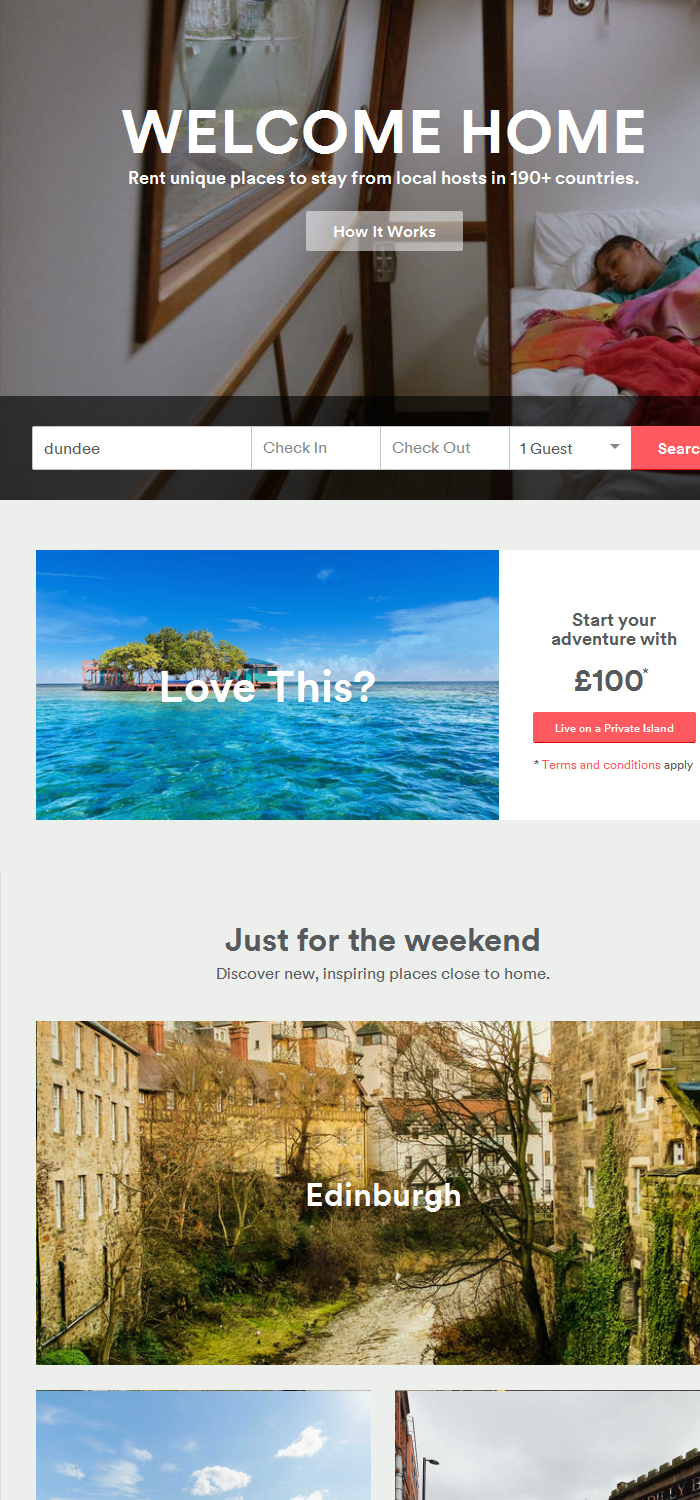 WELCOME HOME
Rent unique places to stay from local hosts in 190+ countries.
How It Works
dundee
Check In
Check Out
1 Guest
Searc
Love This?
Start your
adventure with
£100*
Live on a Private Island
* Terms and conditions apply
Just for the weekend
Discover new, inspiring places close to home.
Edinburgh